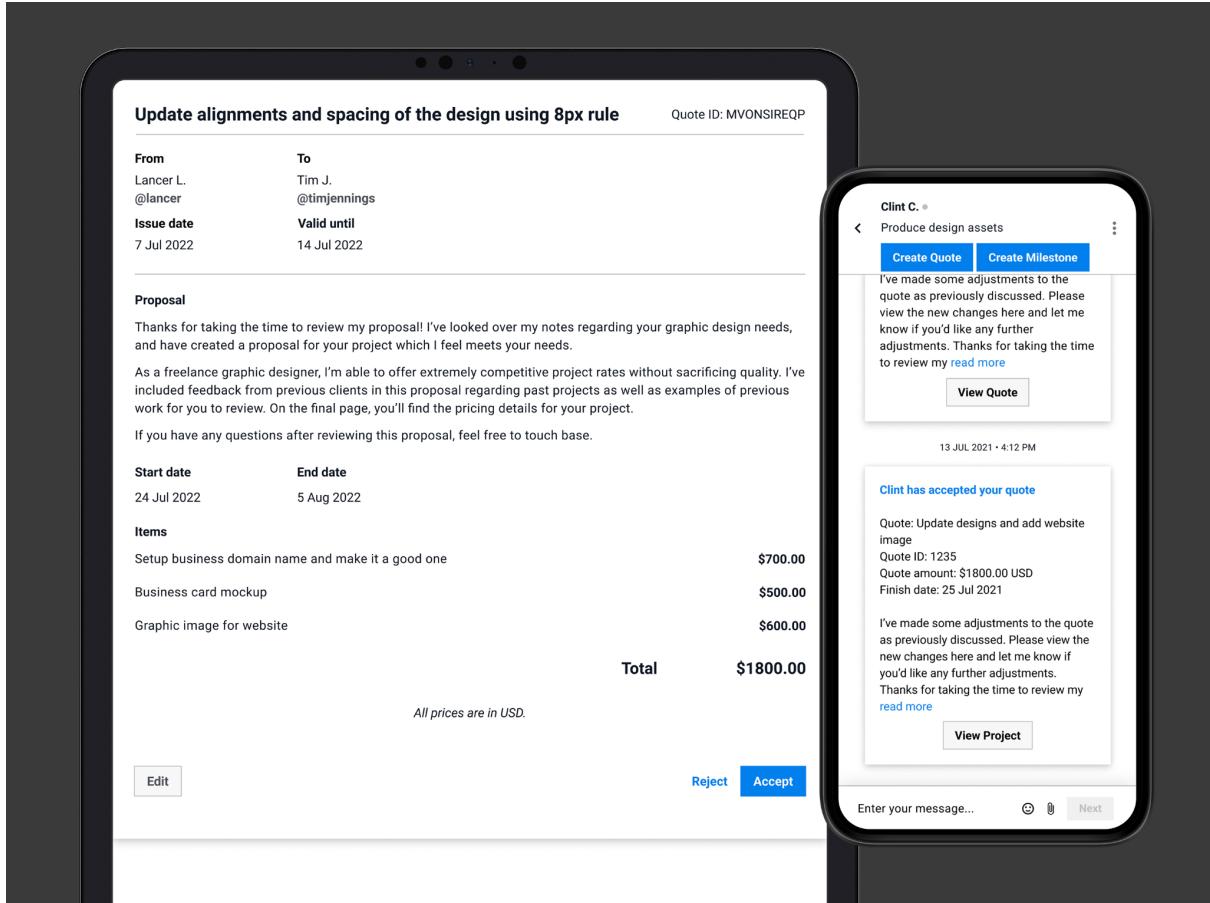 Update alignments and spacing of the design using 8px rule
Quote ID: MVONSIREQP
From
To
Lancer L.
Tim J.
@lancer
@timjennings
Issue date
Valid until
7 Jul 2022
14 Jul 2022
Proposal
Thanks for taking the time to review my proposal! I've looked over my notes regarding your graphic design needs,
and have created a proposal for your project which I feel meets your needs.
As a freelance graphic designer, I'm able to offer extremely competitive project rates without sacrificing quality. I've
included feedback from previous clients in this proposal regarding past projects as well as examples of previous
work for you to review. On the final page, you'll find the pricing details for your project.
If you have any questions after reviewing this proposal, feel free to touch base.
Start date
End date
24 Jul 2022
5 Aug 2022
Items
Setup business domain name and make it a good one
$700.00
Business card mockup
$500.00
Graphic image for website
$600.00
Total
$1800.00
All prices are in USD.
Edit
Reject
Accept
Clint C.
Produce design assets
Create Quote
Create Milestone
I've made some adjustments to the
quote as previously discussed. Please
view the new changes here and let me
know if you'd like any further
adjustments. Thanks for taking the time
to review my read more
View Quote
13 JUL 2021 • 4:12 PM
Clint has accepted your quote
Quote: Update designs and add website
image
Quote ID: 1235
Quote amount: $1800.00 USD
Finish date: 25 Jul 2021
I've made some adjustments to the quote
as previously discussed. Please view the
new changes here and let me know if
you'd like any further adjustments.
Thanks for taking the time to review my
read more
View Project
Enter your message...
Next